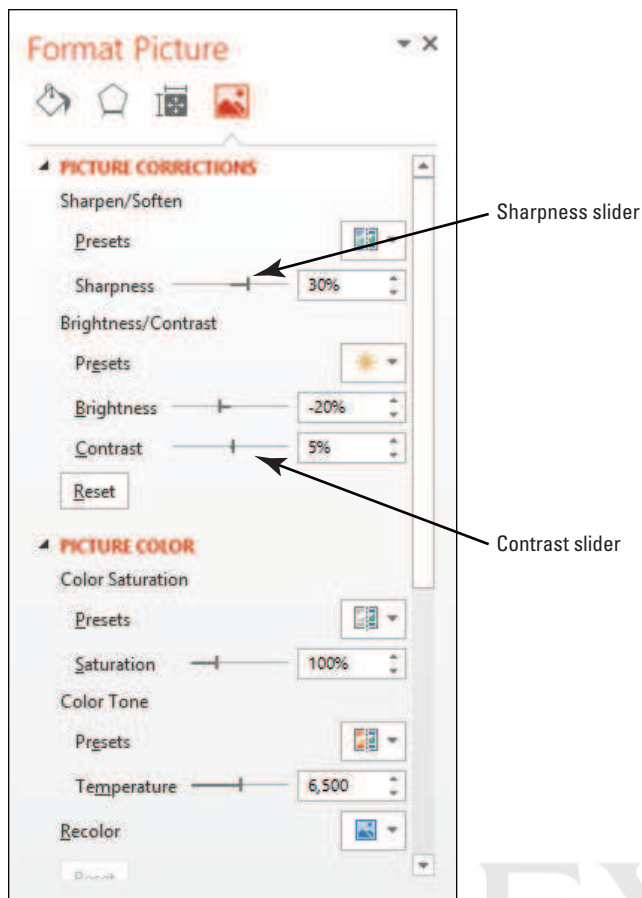 Format Picture
PICTURE CORRECTIONS
Sharpen/Soften
Presets
Sharpness 30%
Brightness/Contrast
Presets
Brightness -20%
Contrast 5%
Reset
PICTURE COLOR
Color Saturation
Presets
Saturation 100%
Color Tone
Presets
Temperature 6,500
Recolor
Reset
Sharpness slider
Contrast slider